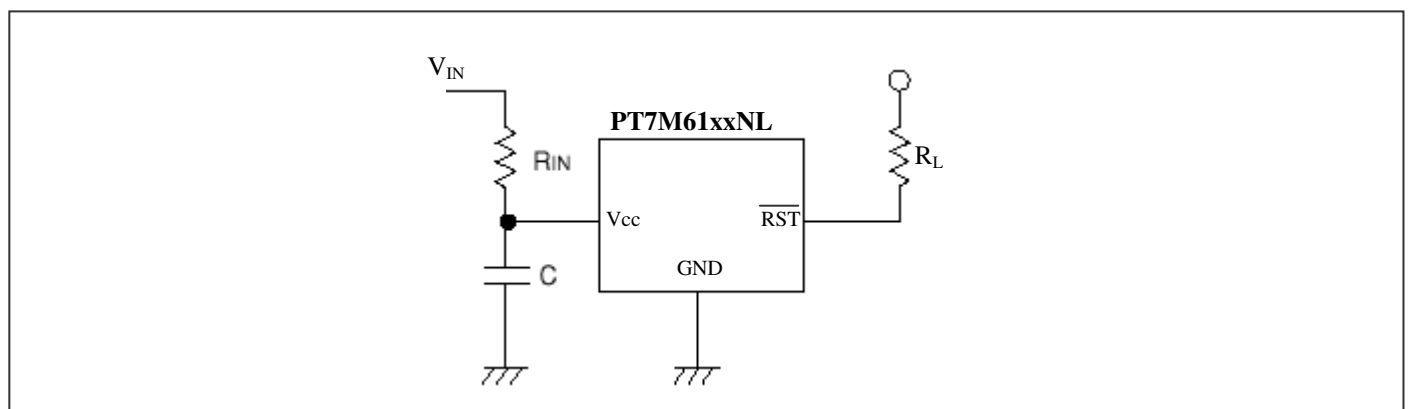 V_IN
PT7M61xxNL
RIN
R_L
Vcc
RST
GND
C